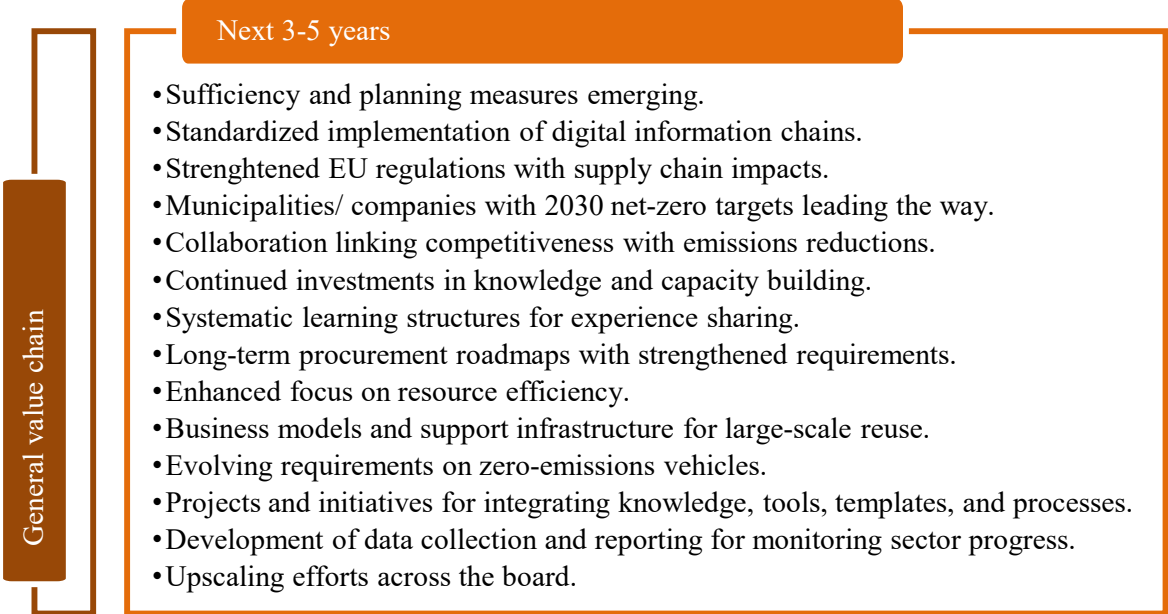 Next 3-5 years
•Sufficiency and planning measures emerging.
•Standardized implementation of digital information chains.
•Strenghtened EU regulations with supply chain impacts.
•Municipalities/ companies with 2030 net-zero targets leading the way.
•Collaboration linking competitiveness with emissions reductions.
•Continued investments in knowledge and capacity building.
•Systematic learning structures for experience sharing.
•Long-term procurement roadmaps with strengthened requirements.
•Enhanced focus on resource efficiency.
•Business models and support infrastructure for large-scale reuse.
•Evolving requirements on zero-emissions vehicles.
•Projects and initiatives for integrating knowledge, tools, templates, and processes.
•Development of data collection and reporting for monitoring sector progress.
•Upscaling efforts across the board.
General value chain